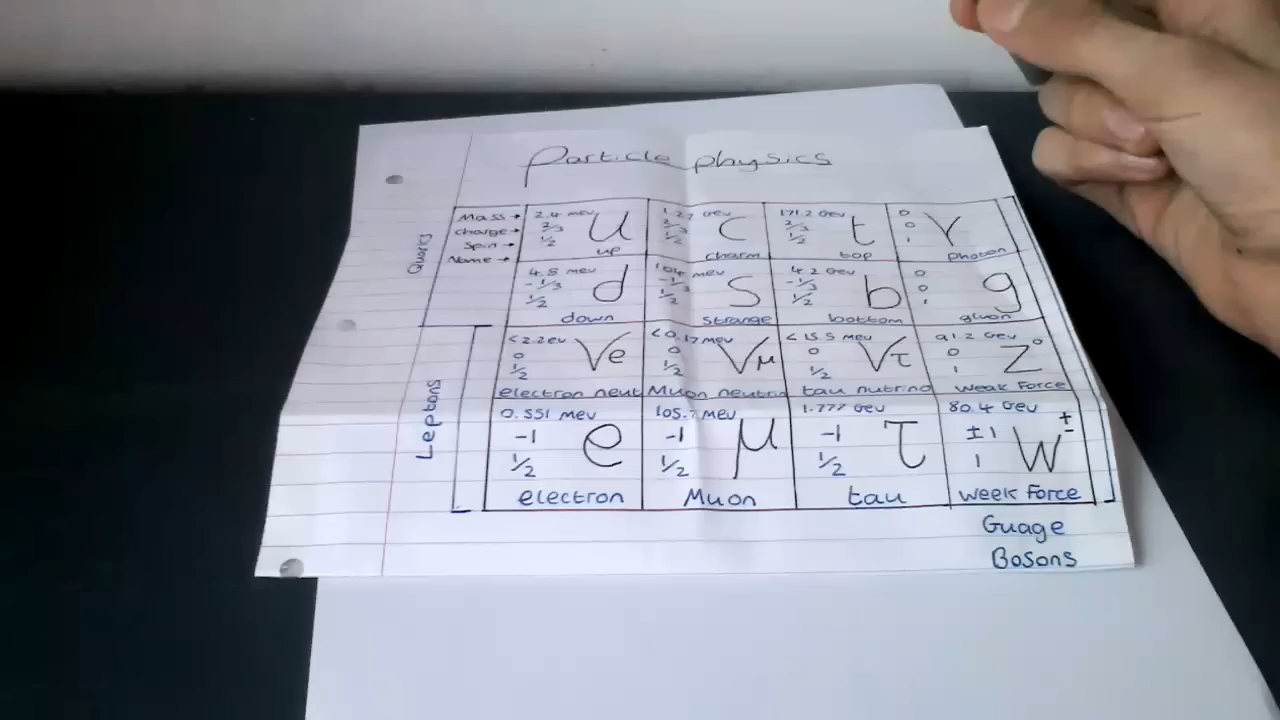 Particle physics
Quarks
Mass →
charge →
Spin →
Name →
2.4 mev
2/3
1/2
u
up
1.27 Gev
2/3
1/2
c
charm
171.2 Gev
2/3
1/2
t
top
0
0
1
γ
photon
4.8 mev
-1/3
1/2
d
down
104 mev
-1/3
1/2
s
strange
4.2 Gev
-1/3
1/2
b
bottom
0
0
1
g
gluon
Leptons
<2.2ev
0
1/2
Ve
electron neut
<0.17 mev
0
1/2
Vμ
Muon neutrin
<15.5 mev
0
1/2
Vτ
tau nutrino
91.2 Gev
0
1
Z⁰
weak Force
0.551 mev
-1
1/2
e
electron
105.7 mev
-1
1/2
μ
Muon
1.777 Gev
-1
1/2
τ
tau
80.4 Gev
±1
1
W±
week Force
Guage
Bosons